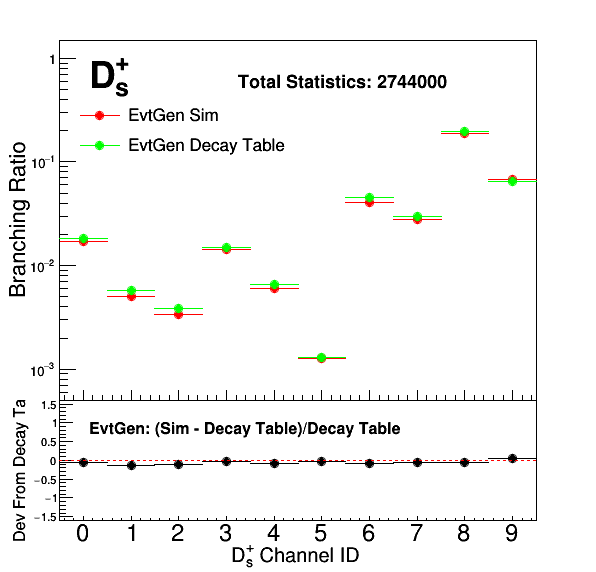 D_s^+
Total Statistics: 2744000
EvtGen Sim
EvtGen Decay Table
Branching Ratio
1
10^−1
10^−2
10^−3
EvtGen: (Sim - Decay Table)/Decay Table
Dev From Decay Ta
1.5
1
0.5
0
−0.5
−1
−1.5
0 1 2 3 4 5 6 7 8 9
D_s^+ Channel ID